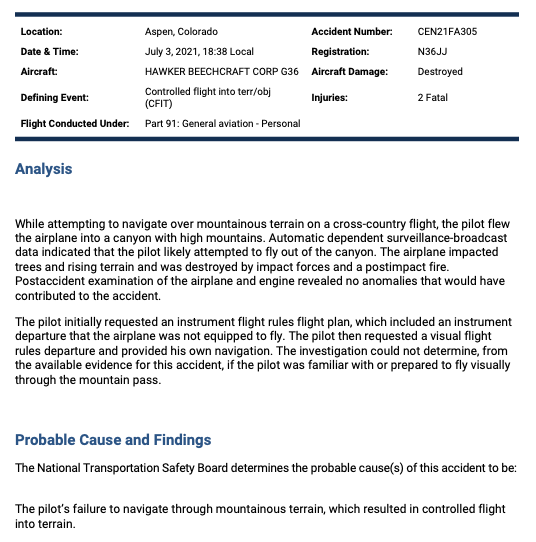 Location: Aspen, Colorado Accident Number: CEN21FA305
Date & Time: July 3, 2021, 18:38 Local Registration: N36JJ
Aircraft: HAWKER BEECHCRAFT CORP G36 Aircraft Damage: Destroyed
Defining Event: Controlled flight into terr/obj (CFIT) Injuries: 2 Fatal
Flight Conducted Under: Part 91: General aviation - Personal
Analysis
While attempting to navigate over mountainous terrain on a cross-country flight, the pilot flew
the airplane into a canyon with high mountains. Automatic dependent surveillance-broadcast
data indicated that the pilot likely attempted to fly out of the canyon. The airplane impacted
trees and rising terrain and was destroyed by impact forces and a postimpact fire.
Postaccident examination of the airplane and engine revealed no anomalies that would have
contributed to the accident.
The pilot initially requested an instrument flight rules flight plan, which included an instrument
departure that the airplane was not equipped to fly. The pilot then requested a visual flight
rules departure and provided his own navigation. The investigation could not determine, from
the available evidence for this accident, if the pilot was familiar with or prepared to fly visually
through the mountain pass.
Probable Cause and Findings
The National Transportation Safety Board determines the probable cause(s) of this accident to be:
The pilot's failure to navigate through mountainous terrain, which resulted in controlled flight
into terrain.